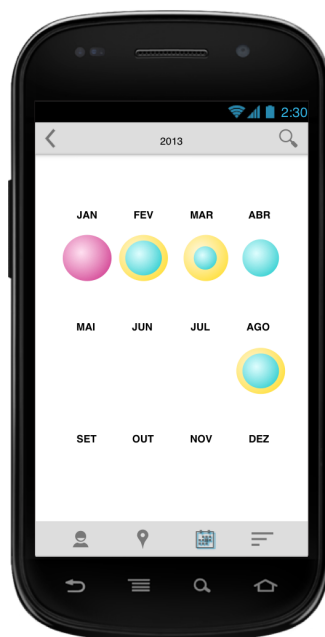 2:30
2013
JAN FEV MAR ABR
MAI JUN JUL AGO
SET OUT NOV DEZ